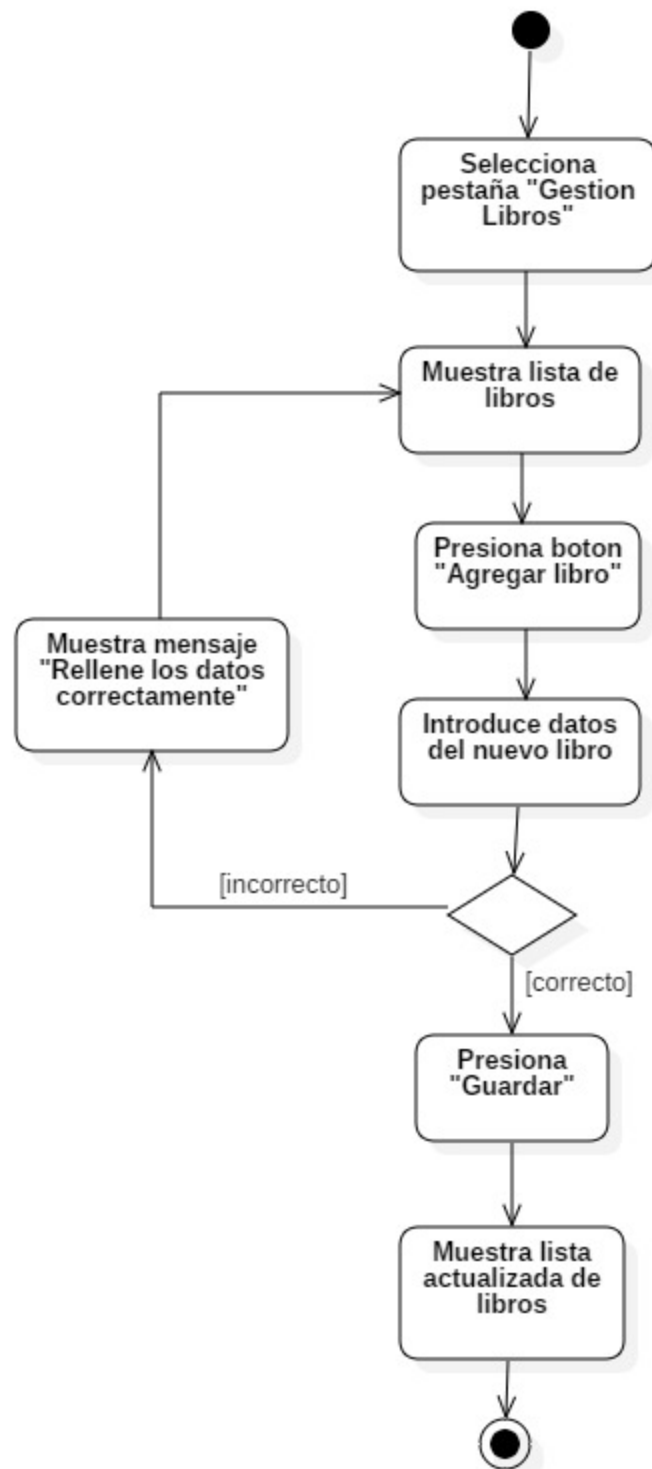 Selecciona
pestaña "Gestion
Libros"
Muestra lista de
libros
Presiona boton
"Agregar libro"
Muestra mensaje
"Rellene los datos
correctamente"
Introduce datos
del nuevo libro
[incorrecto]
[correcto]
Presiona
"Guardar"
Muestra lista
actualizada de
libros